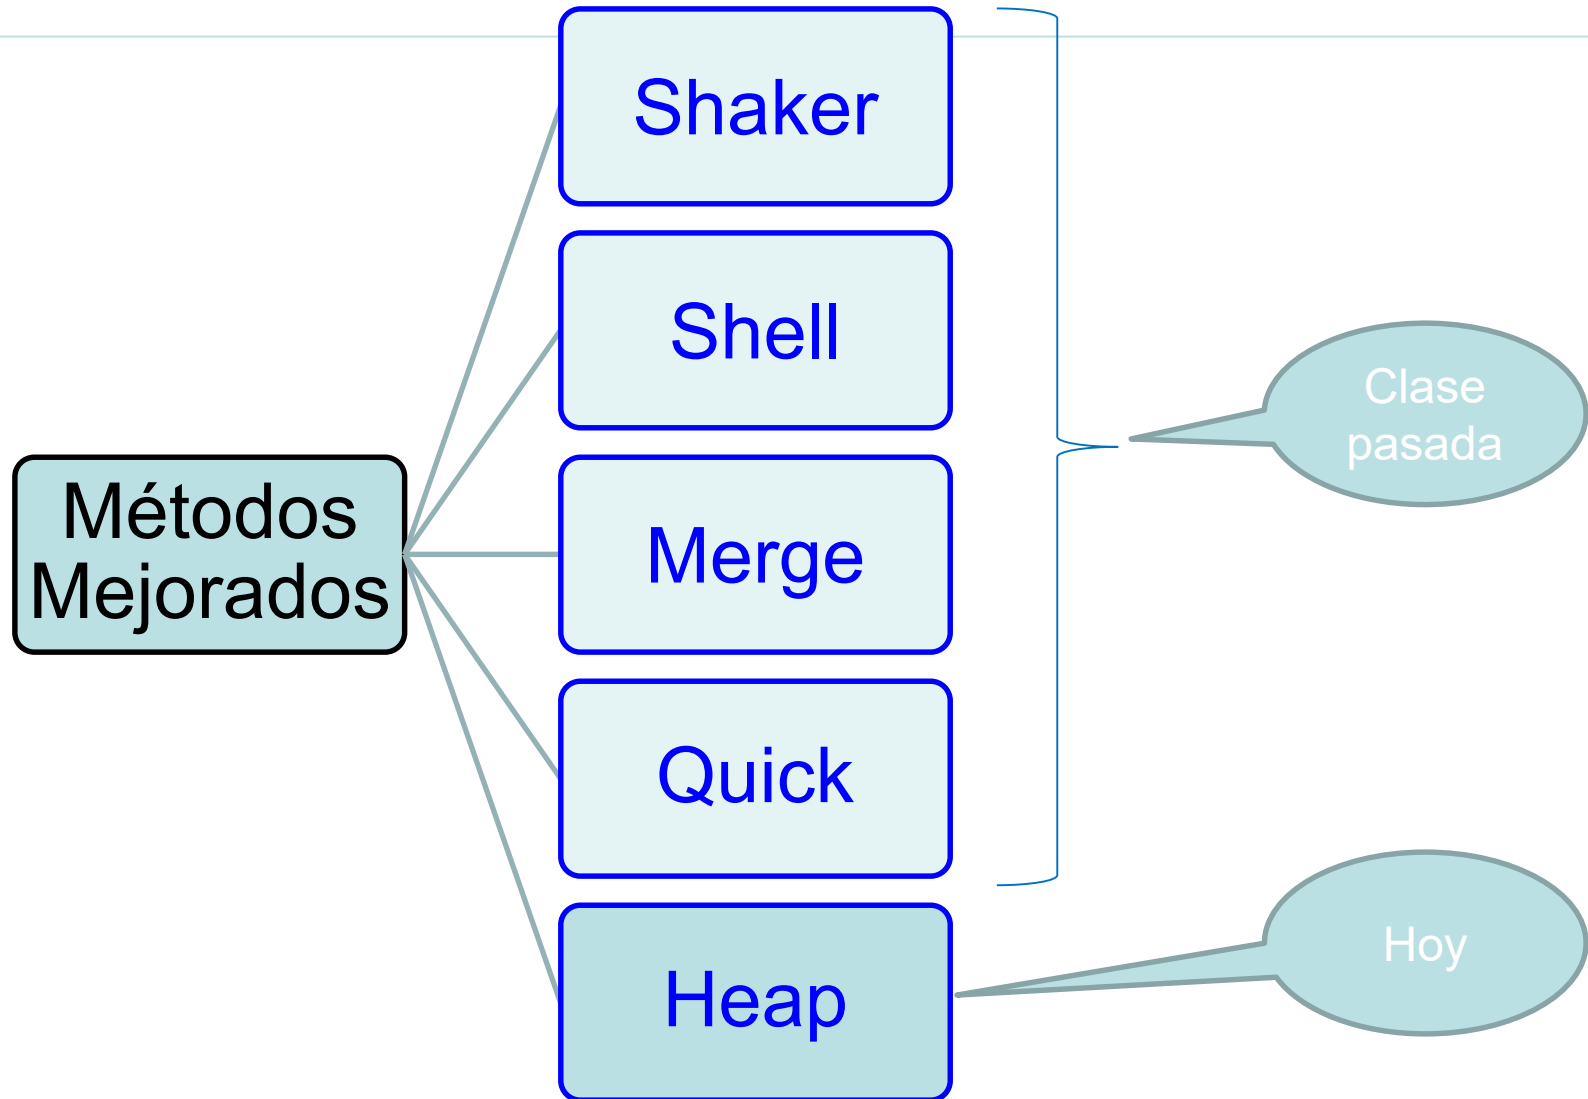 Shaker
Shell
Merge
Quick
Heap
Métodos
Mejorados
Clase
pasada
Hoy